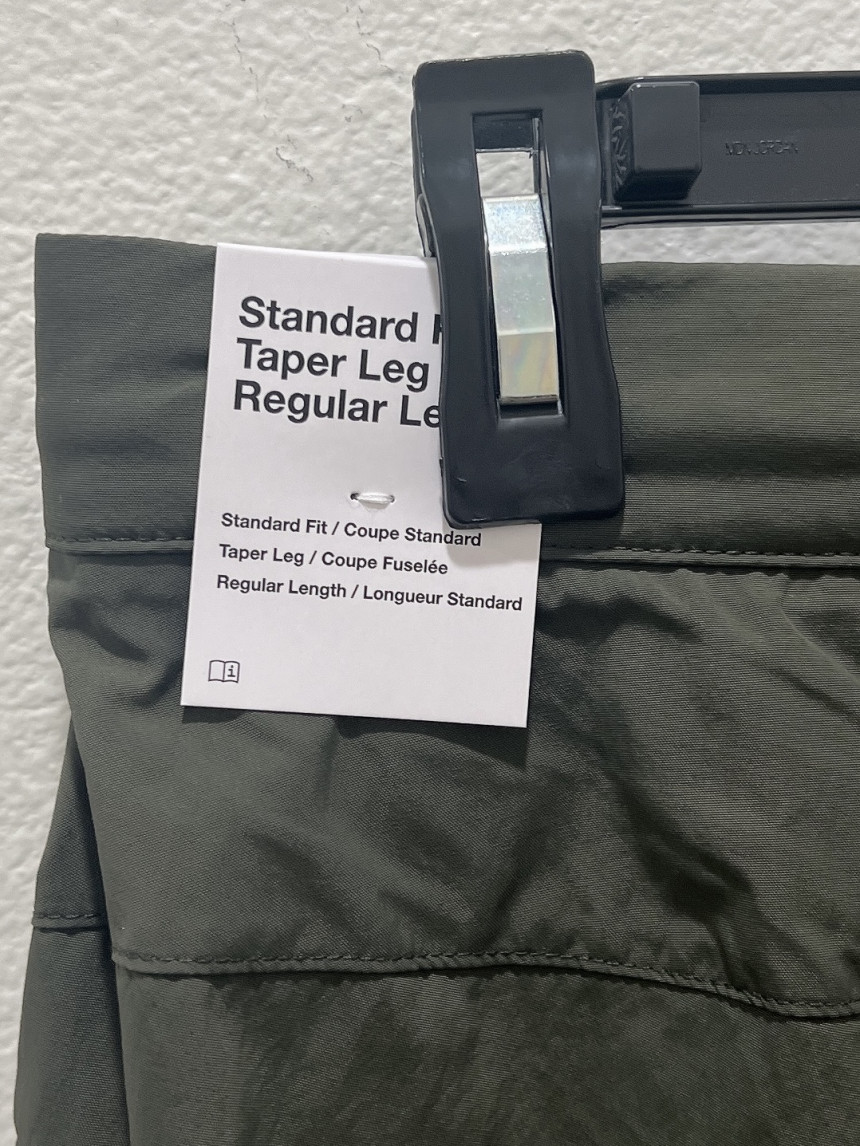 Standard
Taper Leg
Regular
Standard Fit / Coupe Standard
Taper Leg / Coupe Fuselée
Regular Length / Longueur Standard
i